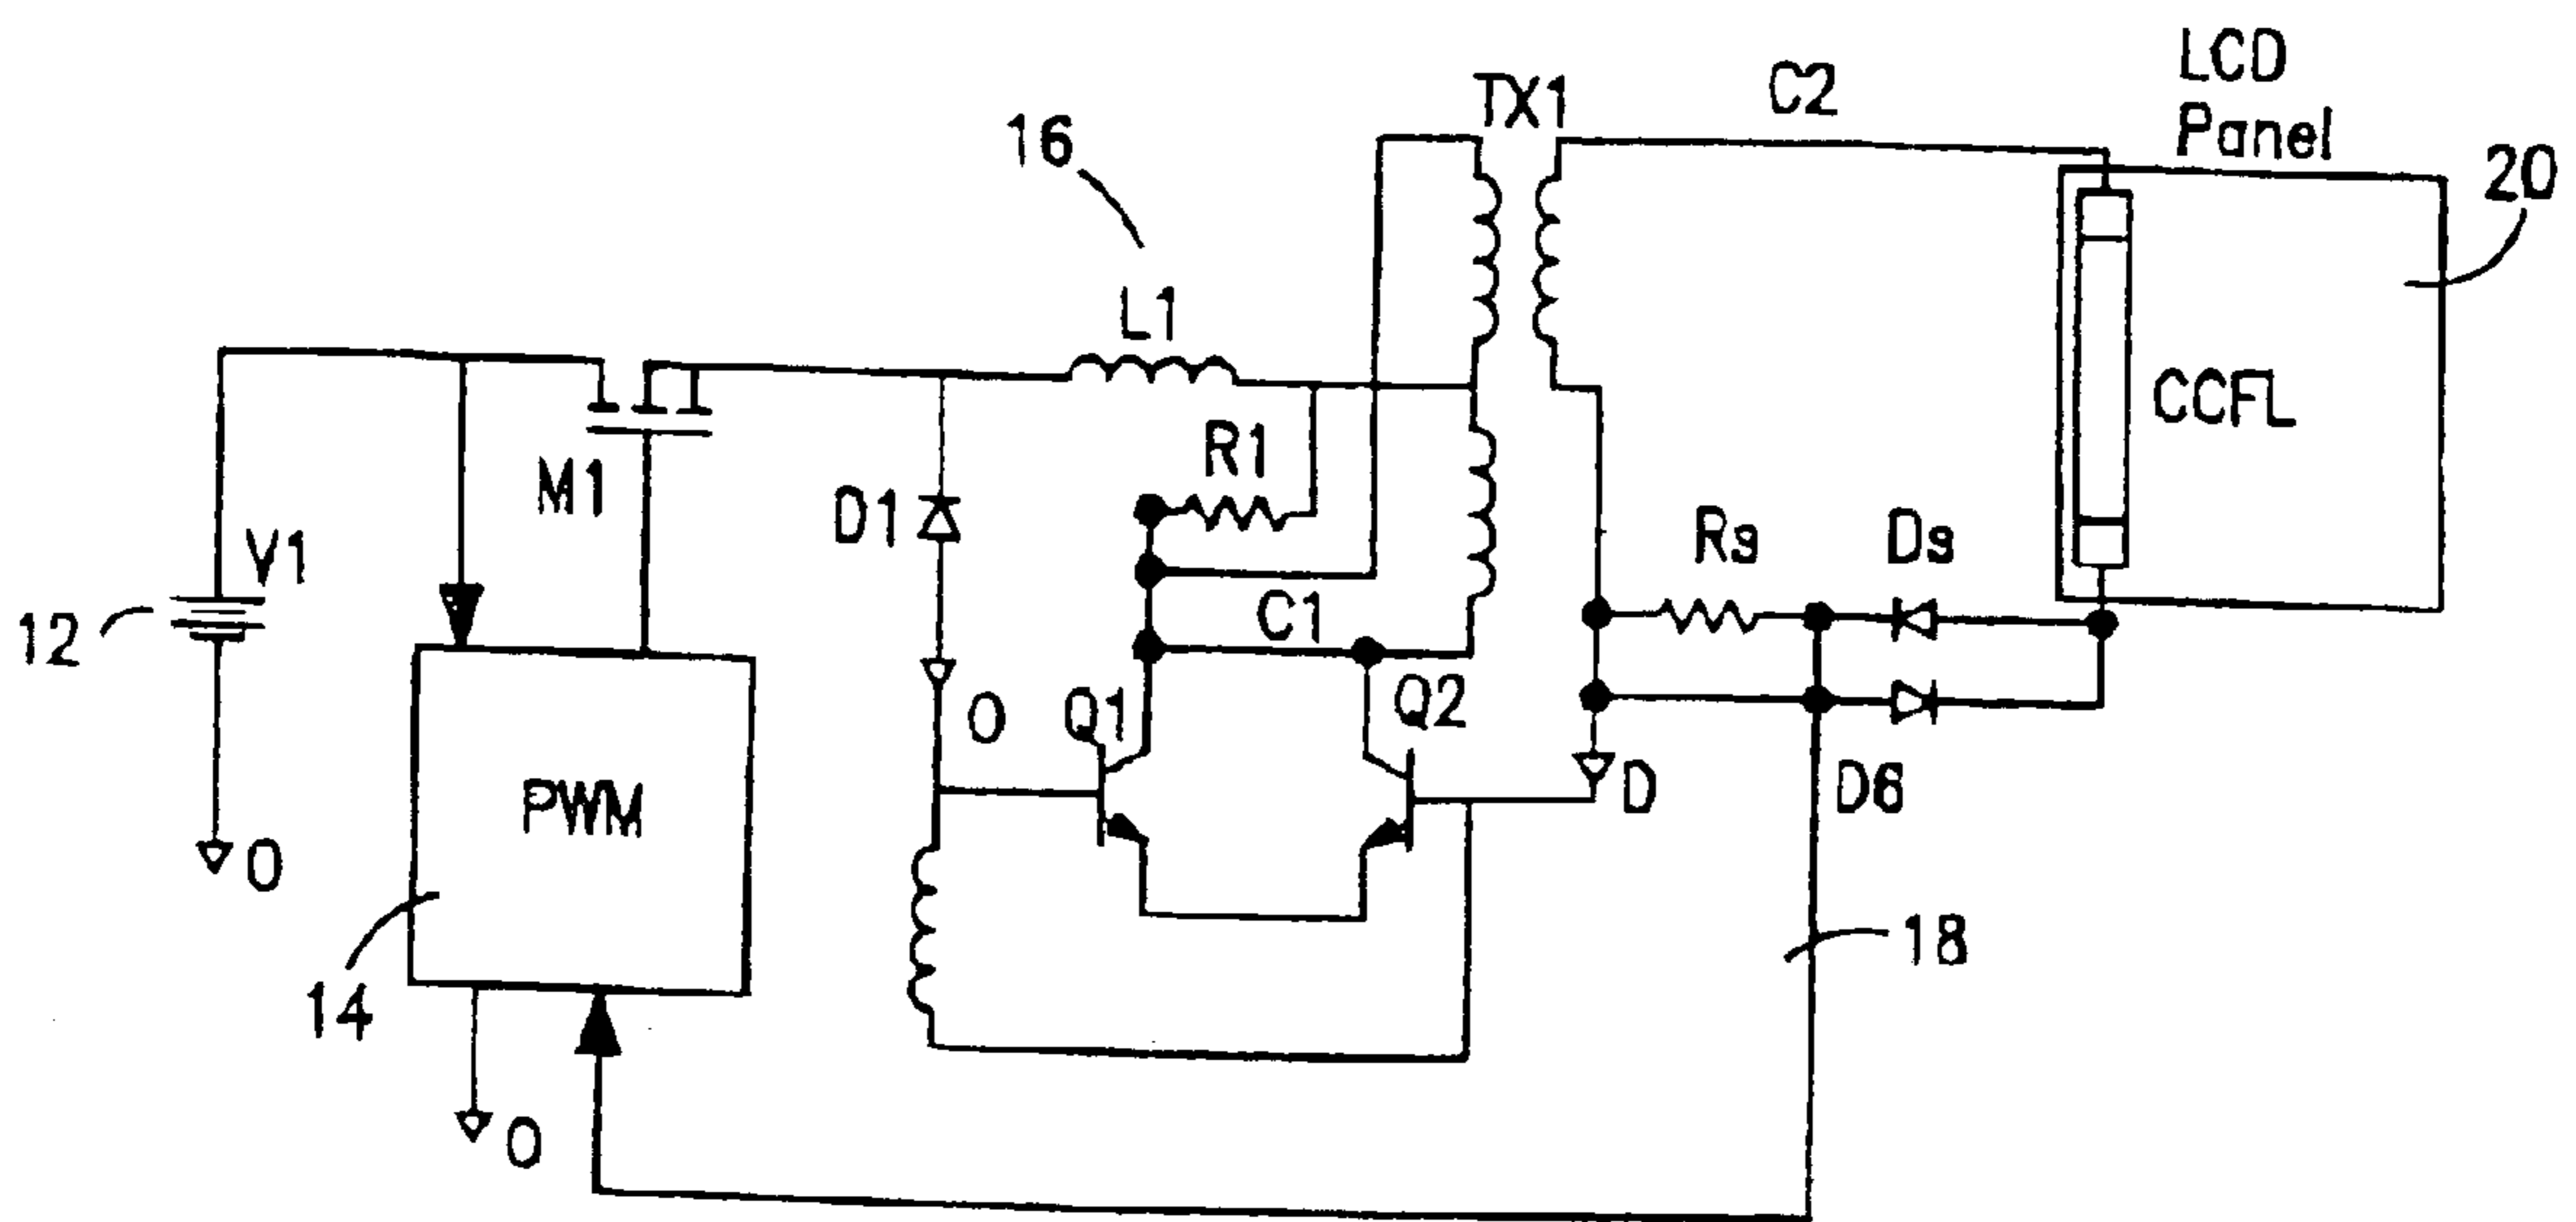 LCD
Panel
TX1
C2
16
20
L1
CCFL
R1
M1
D1
Rs
Ds
V1
12
C1
O
Q1
Q2
D
D6
PWM
O
18
14
O